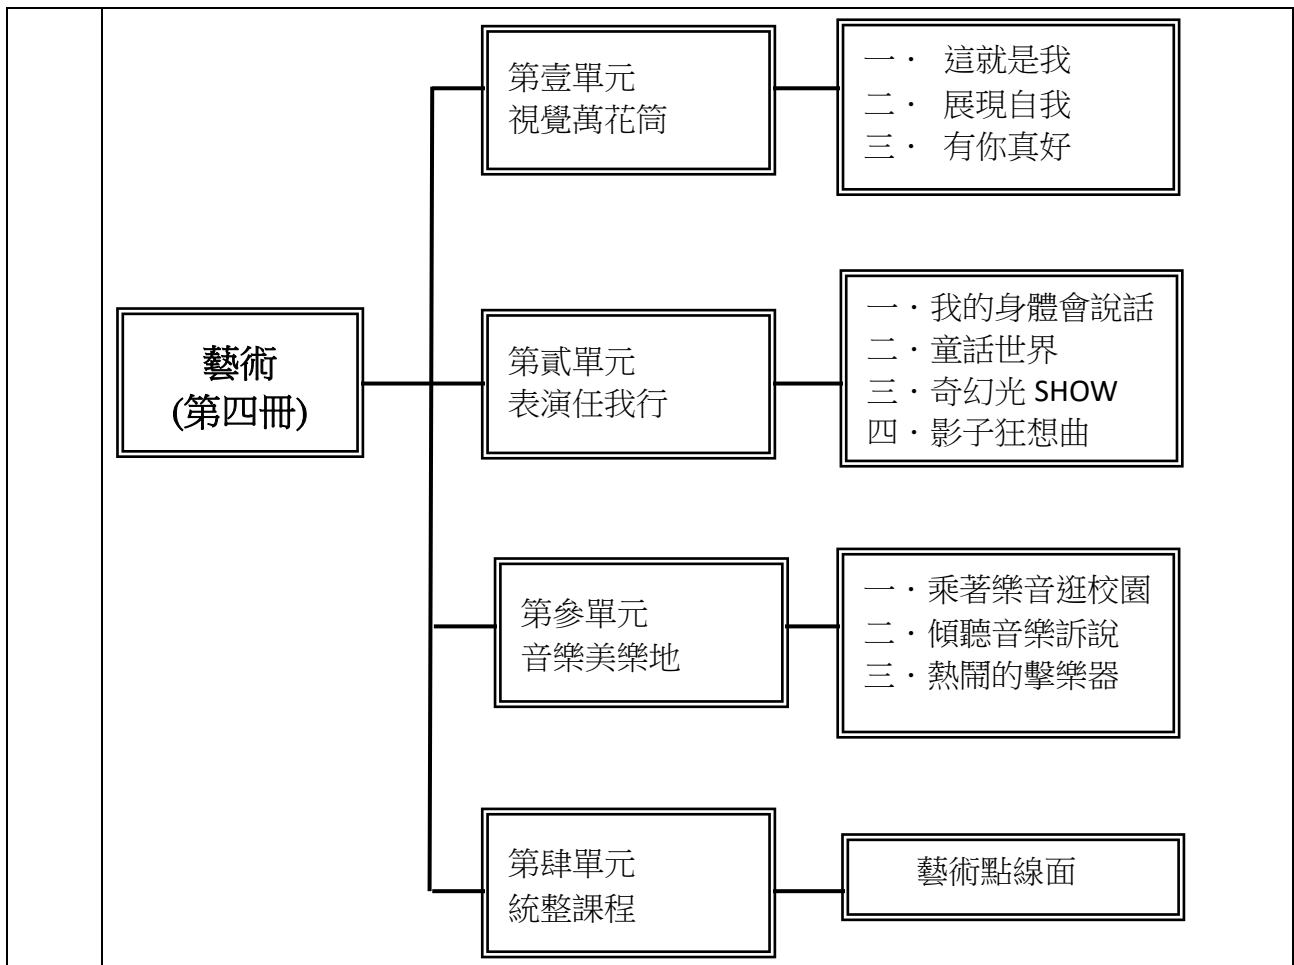 藝術
(第四冊)
第壹單元
視覺萬花筒
一． 這就是我
二． 展現自我
三． 有你真好
第貳單元
表演任我行
一．我的身體會說話
二．童話世界
三．奇幻光 SHOW
四．影子狂想曲
第參單元
音樂美樂地
一．乘著樂音逛校園
二．傾聽音樂訴說
三．熱鬧的擊樂器
第肆單元
統整課程
藝術點線面